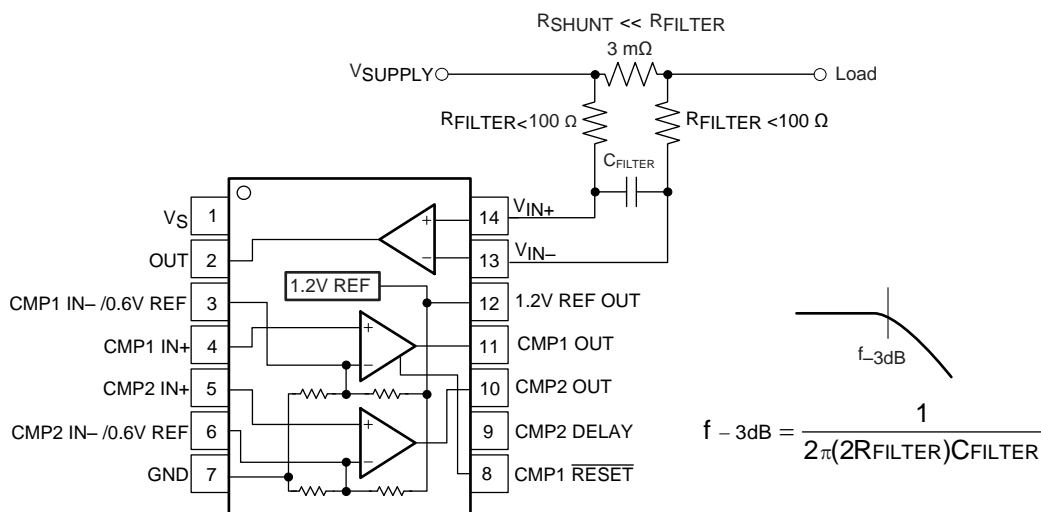 RSHUNT << RFILTER
3 mΩ
VSUPPLY
Load
RFILTER<100 Ω
RFILTER <100 Ω
CFILTER
VS
1
14
VIN+
OUT
2
13
VIN–
+
–
1.2V REF
CMP1 IN– /0.6V REF
3
12
1.2V REF OUT
CMP1 IN+
4
+
–
11
CMP1 OUT
CMP2 IN+
5
10
CMP2 OUT
CMP2 IN– /0.6V REF
6
+
–
9
CMP2 DELAY
GND
7
8
CMP1 RESET
f–3dB
f – 3dB = 1
2π(2RFILTER)CFILTER